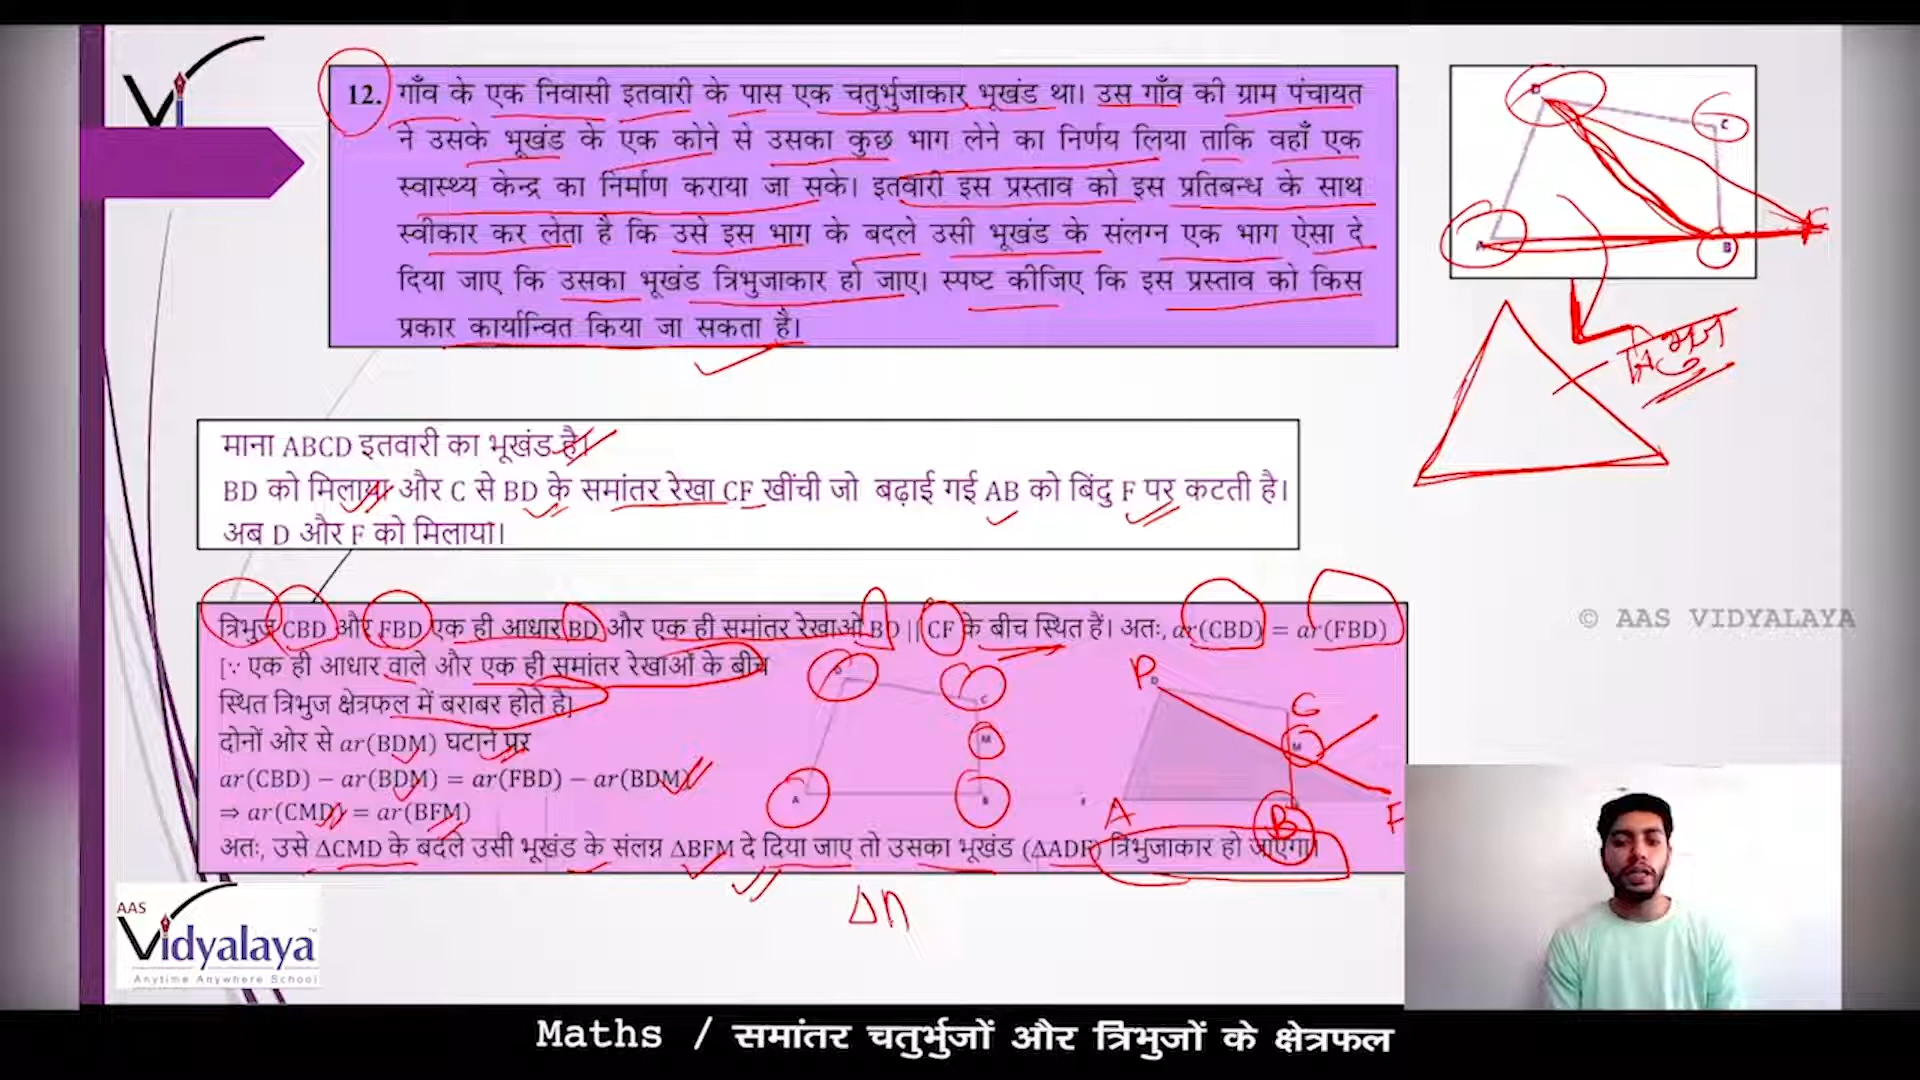 12. गाँव के एक निवासी इतवारी के पास एक चतुर्भुजाकार भूखंड था। उस गाँव की ग्राम पंचायत
ने उसके भूखंड के एक कोने से उसका कुछ भाग लेने का निर्णय लिया ताकि वहाँ एक
स्वास्थ्य केन्द्र का निर्माण कराया जा सके। इतवारी इस प्रस्ताव को इस प्रतिबन्ध के साथ
स्वीकार कर लेता है कि उसे इस भाग के बदले उसी भूखंड के संलग्न एक भाग ऐसा दे
दिया जाए कि उसका भूखंड त्रिभुजाकार हो जाए। स्पष्ट कीजिए कि इस प्रस्ताव को किस
प्रकार कार्यान्वित किया जा सकता है।
D
C
A
B
त्रिभुज
माना ABCD इतवारी का भूखंड है।
BD को मिलाया और C से BD के समांतर रेखा CF खींची जो बढ़ाई गई AB को बिंदु F पर कटती है।
अब D और F को मिलाया।
त्रिभुज CBD और FBD एक ही आधार BD और एक ही समांतर रेखाओं BD || CF के बीच स्थित हैं। अतः, ar(CBD) = ar(FBD)
[∵ एक ही आधार वाले और एक ही समांतर रेखाओं के बीच
स्थित त्रिभुज क्षेत्रफल में बराबर होते है]
दोनों ओर से ar(BDM) घटाने पर
ar(CBD) − ar(BDM) = ar(FBD) − ar(BDM)
⇒ ar(CMD) = ar(BFM)
अतः, उसे ΔCMD के बदले उसी भूखंड के संलग्न ΔBFM दे दिया जाए तो उसका भूखंड (ΔADF) त्रिभुजाकार हो जाएगा।
D
C
M
A
B
F
D
C
M
A
B
F
© AAS VIDYALAYA
AAS
Vidyalaya
Anytime Anywhere School
Maths / समांतर चतुर्भुजों और त्रिभुजों के क्षेत्रफल